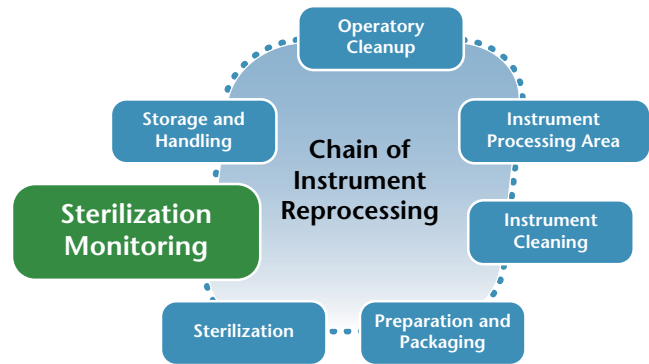 Operatory
Cleanup
Storage and
Handling
Instrument
Processing Area
Chain of
Instrument
Reprocessing
Sterilization
Monitoring
Instrument
Cleaning
Sterilization
Preparation and
Packaging